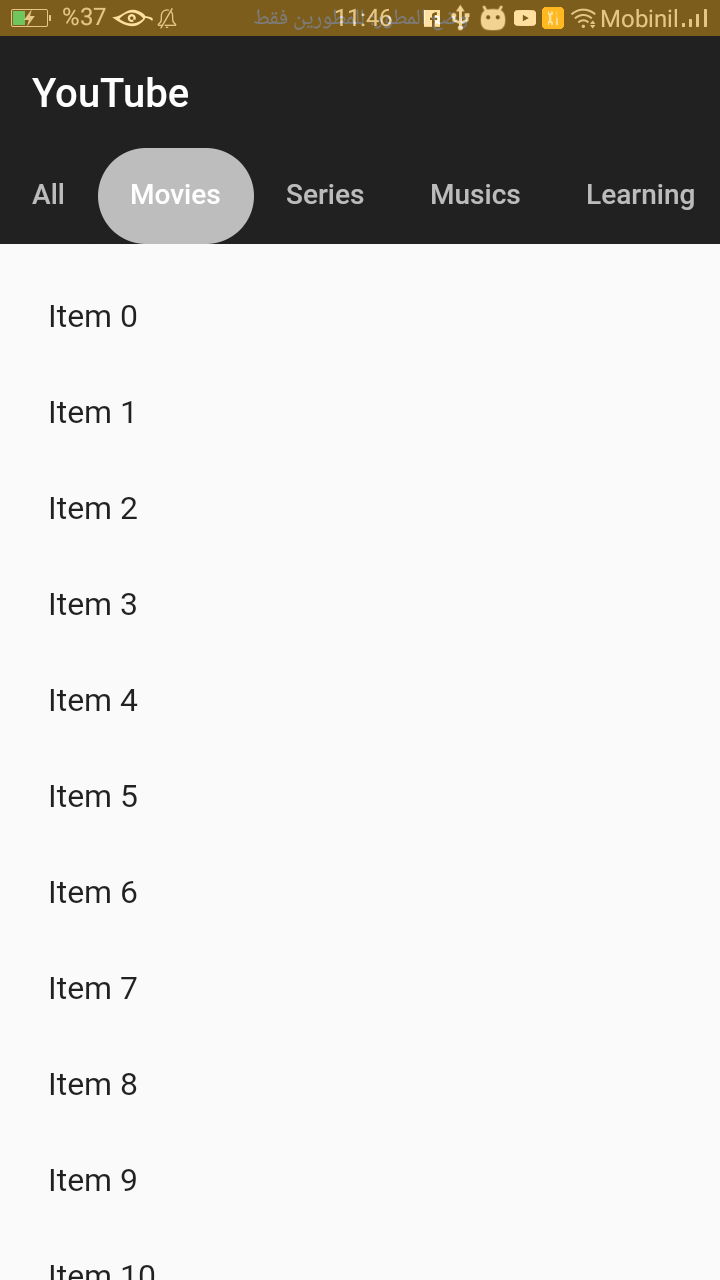 %37 11:46 Mobinil
YouTube
All Movies Series Musics Learning
Item 0
Item 1
Item 2
Item 3
Item 4
Item 5
Item 6
Item 7
Item 8
Item 9
Item 10